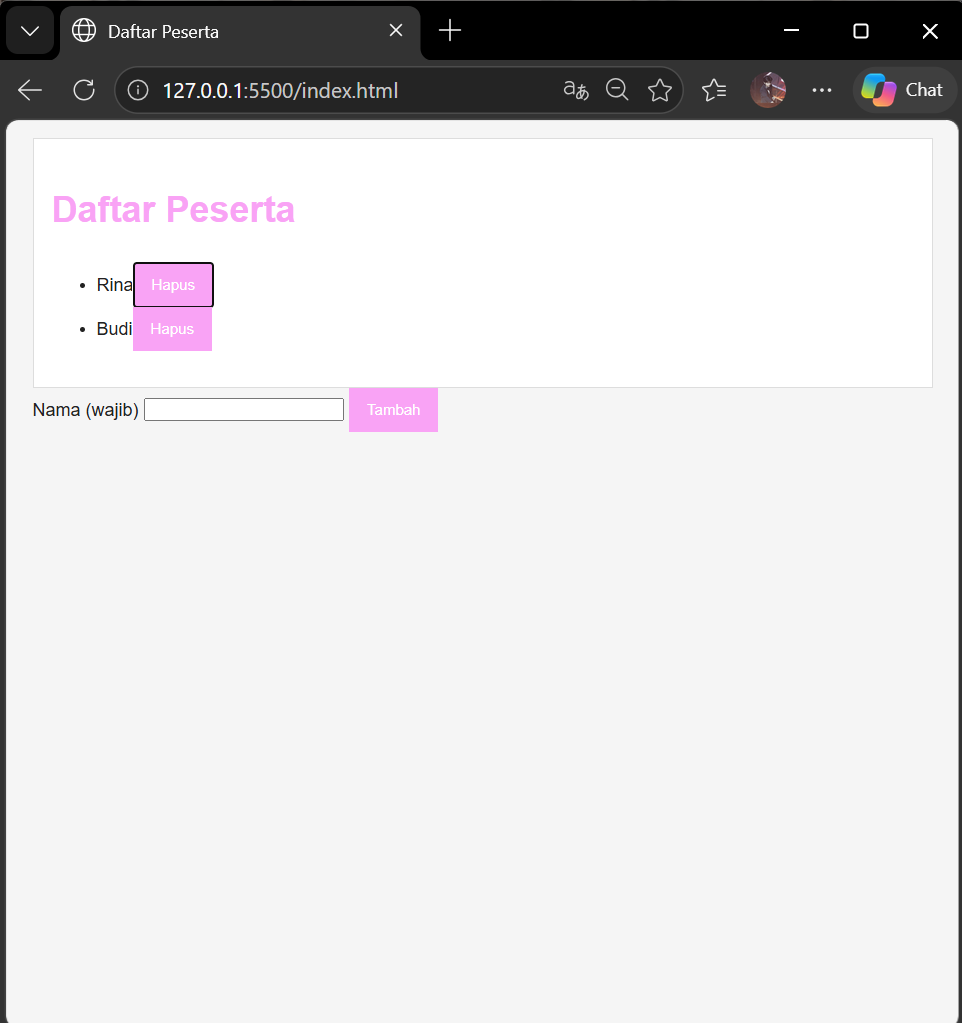 Daftar Peserta
127.0.0.1:5500/index.html
Chat
Daftar Peserta
Rina Hapus
Budi Hapus
Nama (wajib) Tambah